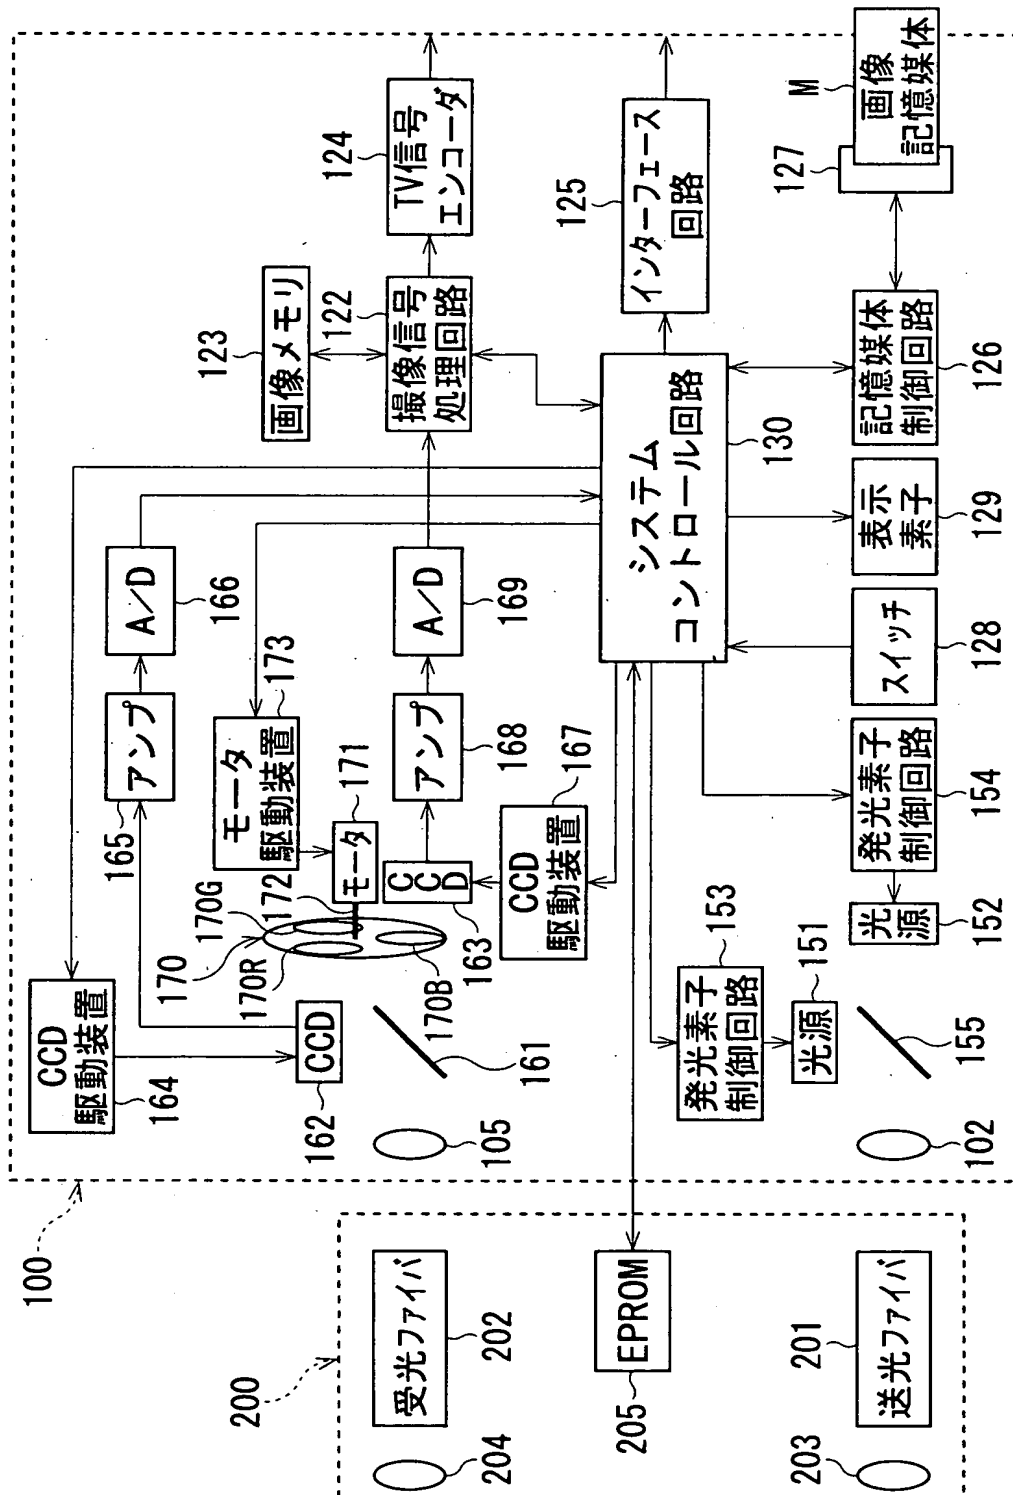 100
CCD
駆動装置
164
165
アンプ
A/D
166
CCD
162
170
170G
170R
172
170B
モータ
駆動装置
173
モータ
171
画像メモリ
123
撮像信号
処理回路
122
TV信号
エンコーダ
124
105
161
CCD
163
アンプ
168
A/D
169
CCD
駆動装置
167
システム
コントロール回路
130
インターフェース
回路
125
200
204
受光ファイバ
202
EPROM
205
203
送光ファイバ
201
102
155
発光素子
制御回路
153
光源
151
光源
152
発光素子
制御回路
154
スイッチ
128
表示
素子
129
記憶媒体
制御回路
126
127
M
画像
記憶媒体